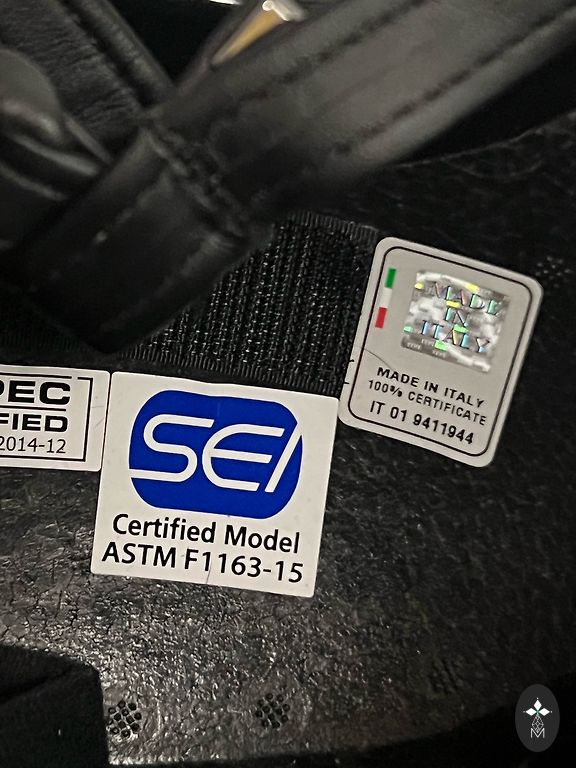 MADE
IN
ITALY
MADE IN ITALY
100% CERTIFICATE
IT 01 9411944
PEC
FIED
2014-12
SEI
Certified Model
ASTM F1163-15
M